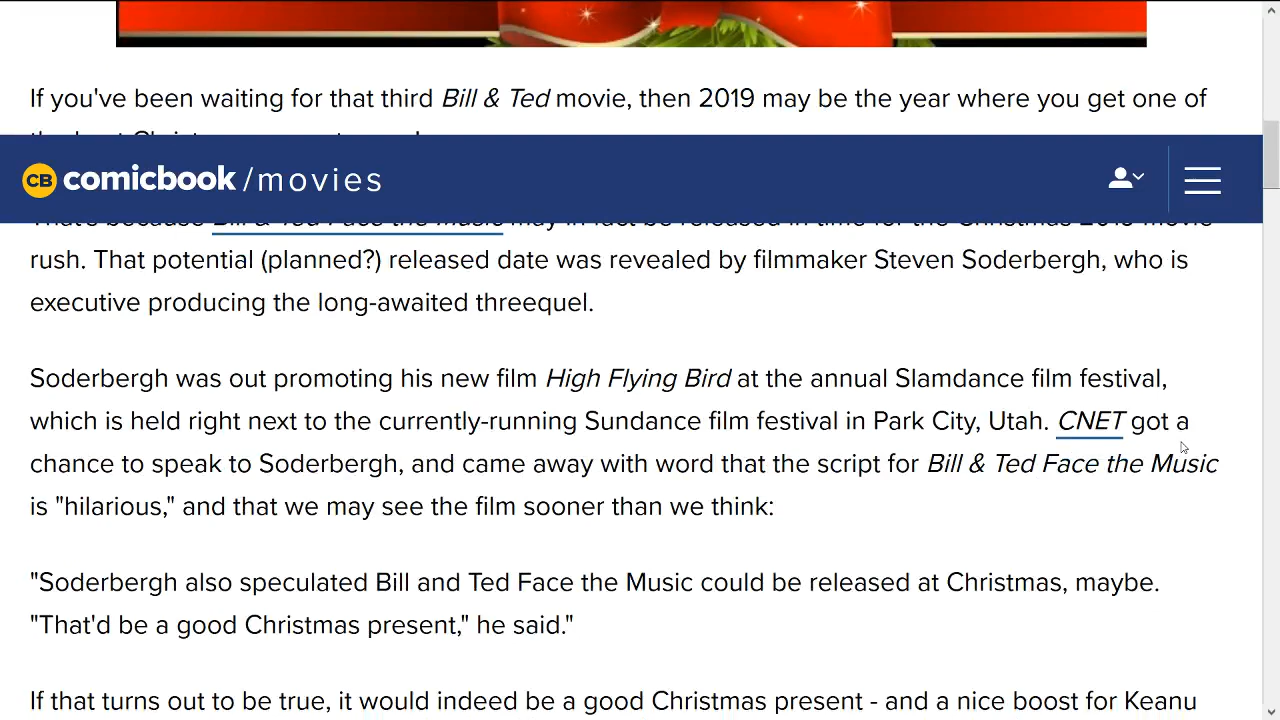 If you've been waiting for that third Bill & Ted movie, then 2019 may be the year where you get one of
CB comicbook /movies
rush. That potential (planned?) released date was revealed by filmmaker Steven Soderbergh, who is
executive producing the long-awaited threequel.
Soderbergh was out promoting his new film High Flying Bird at the annual Slamdance film festival,
which is held right next to the currently-running Sundance film festival in Park City, Utah. CNET got a
chance to speak to Soderbergh, and came away with word that the script for Bill & Ted Face the Music
is "hilarious," and that we may see the film sooner than we think:
"Soderbergh also speculated Bill and Ted Face the Music could be released at Christmas, maybe.
"That'd be a good Christmas present," he said."
If that turns out to be true, it would indeed be a good Christmas present - and a nice boost for Keanu